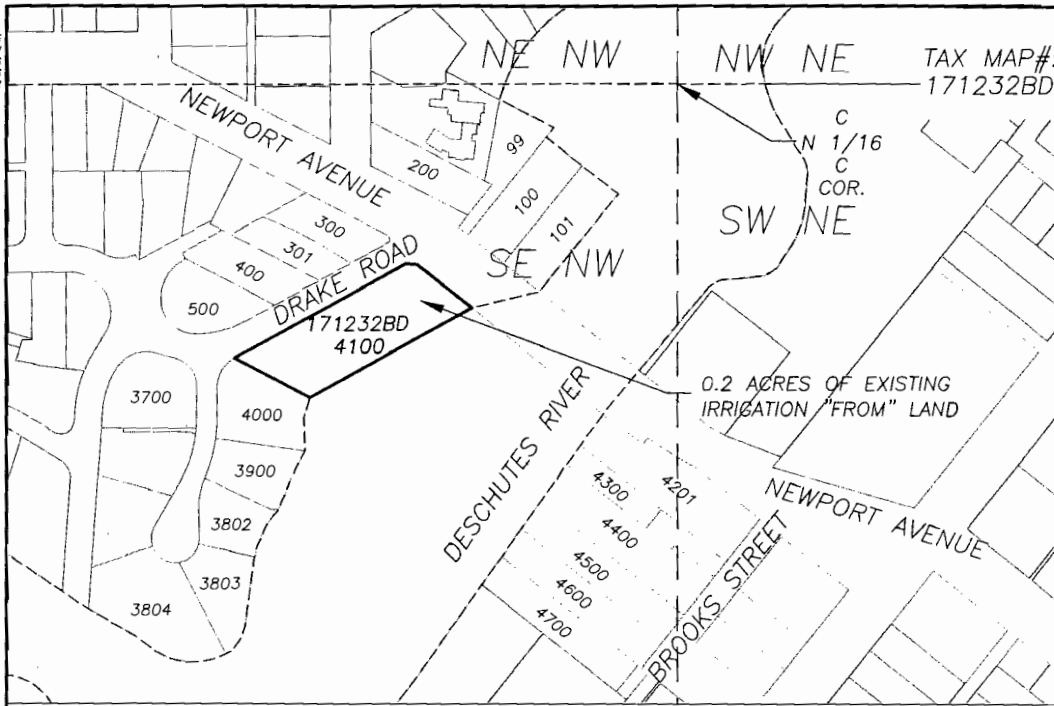 NE NW
NW NE
TAX MAP#:
171232BD
NEWPORT AVENUE
C
N 1/16
C
COR.
99
200
100
101
SW NE
300
301
400
500
DRAKE ROAD
SE NW
171232BD
4100
0.2 ACRES OF EXISTING
IRRIGATION "FROM" LAND
3700
4000
3900
3802
3803
3804
DESCHUTES RIVER
4300
4201
4400
4500
4600
4700
NEWPORT AVENUE
BROOKS STREET